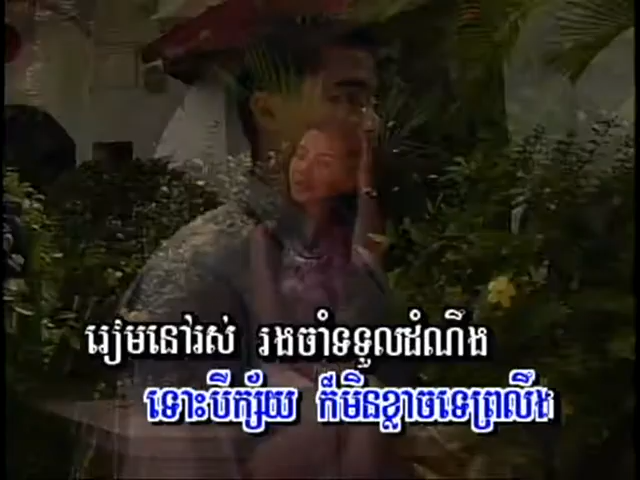 រៀមនៅរស់ រងចាំទទួលដំណឹង
ទោះបីក្ស័យ ក៏មិនខ្លាចទេព្រលឹង